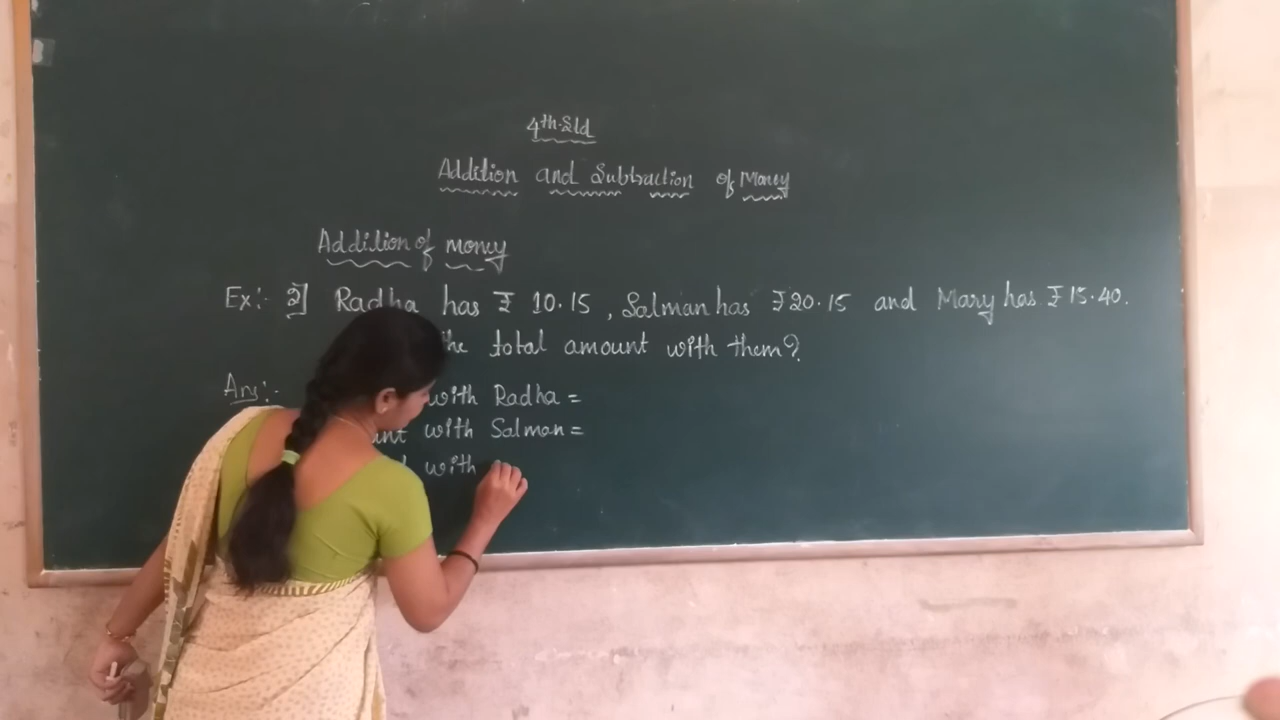 4th Std
Addition and Subtraction of Money
Addition of money
Ex:- 2] Radha has ₹ 10.15, Salman has ₹20.15 and Mary has ₹15.40.
the total amount with them?
Ans:- with Radha =
with Salman =
with